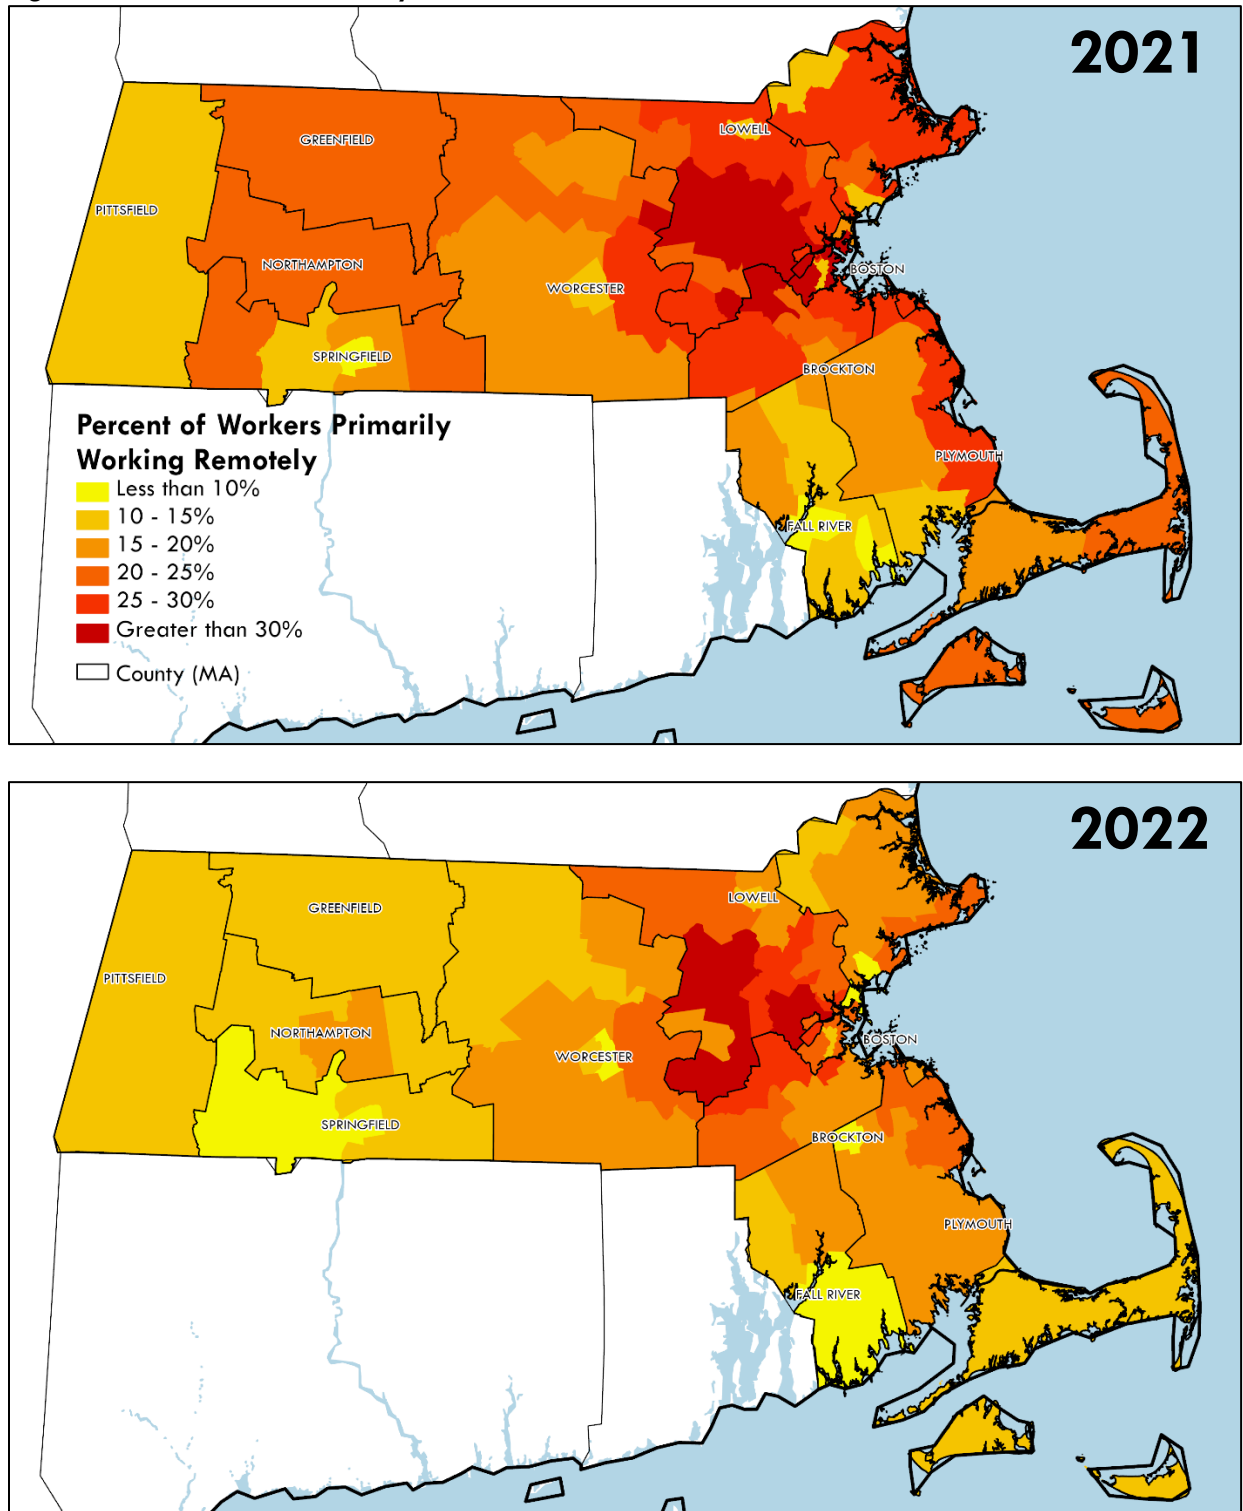 2021
LOWELL
GREENFIELD
PITTSFIELD
NORTHAMPTON
BOSTON
WORCESTER
SPRINGFIELD
BROCKTON
Percent of Workers Primarily
Working Remotely
Less than 10%
10 - 15%
15 - 20%
20 - 25%
25 - 30%
Greater than 30%
County (MA)
PLYMOUTH
FALL RIVER
2022
LOWELL
GREENFIELD
PITTSFIELD
NORTHAMPTON
BOSTON
WORCESTER
SPRINGFIELD
BROCKTON
PLYMOUTH
FALL RIVER